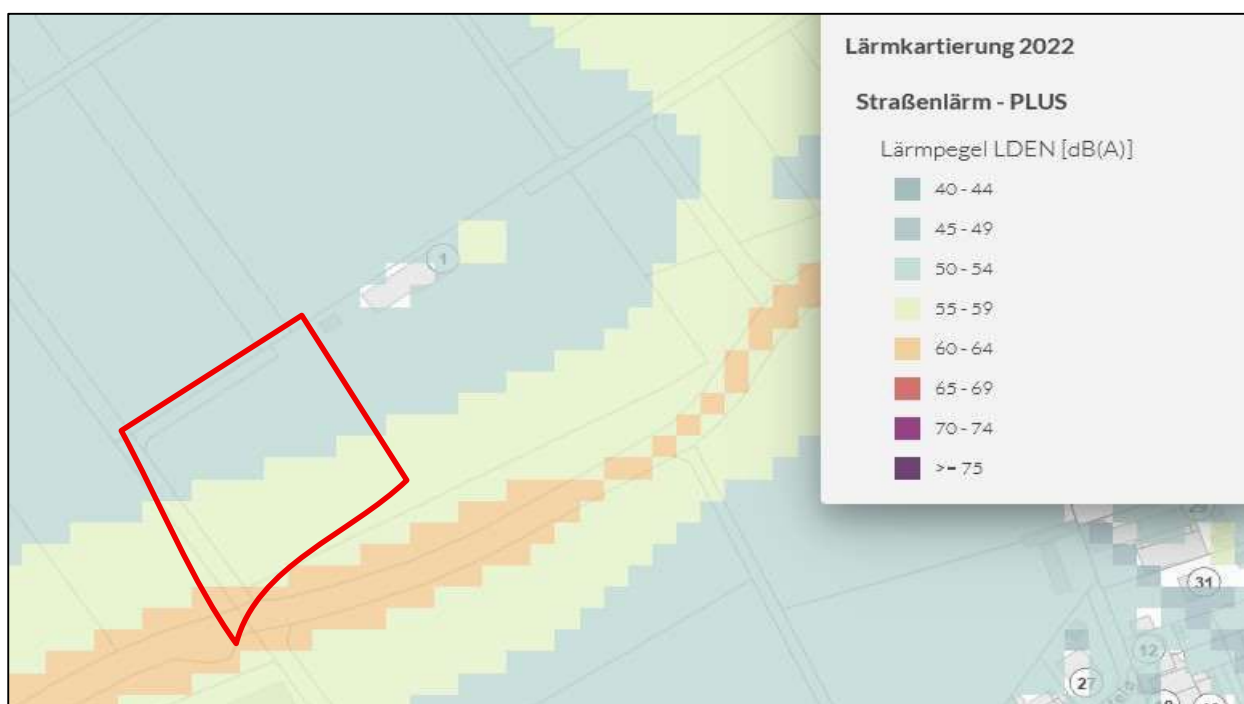 Lärmkartierung 2022
Straßenlärm - PLUS
Lärmpegel LDEN [dB(A)]
40 - 44
45 - 49
50 - 54
55 - 59
60 - 64
65 - 69
70 - 74
>= 75
1
31
12
27